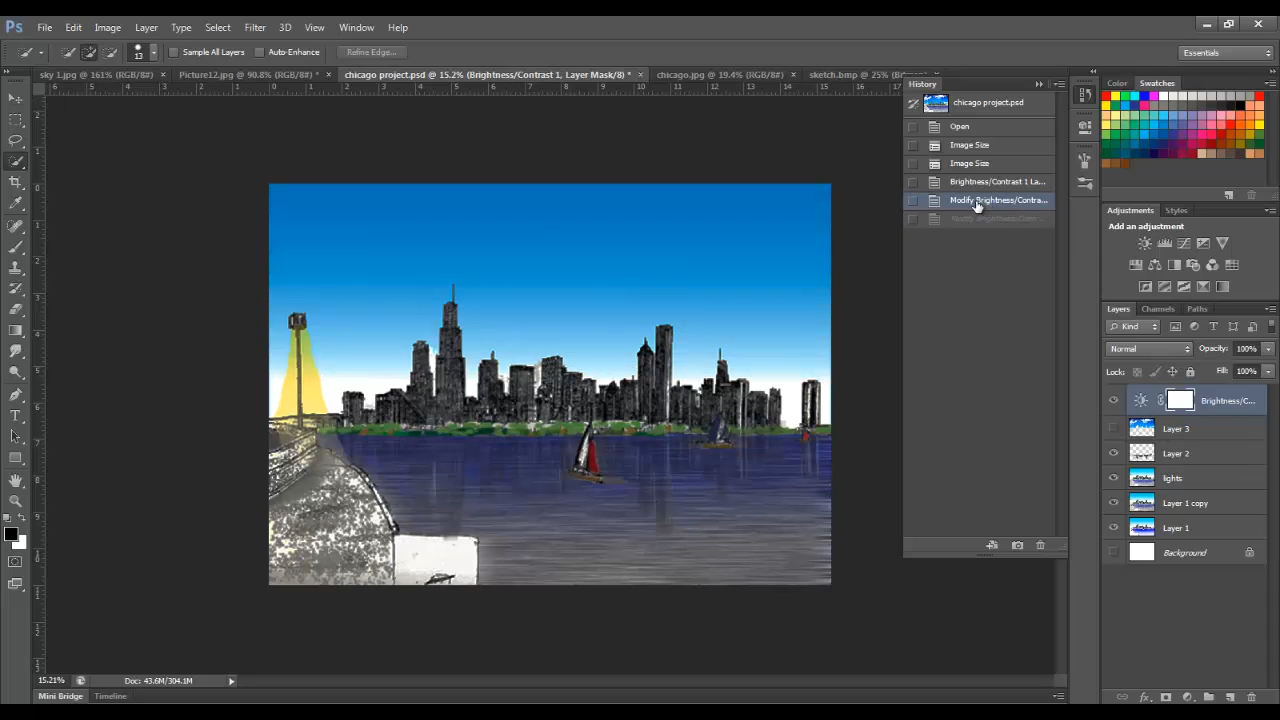 Ps File Edit Image Layer Type Select Filter 3D View Window Help
13 Sample All Layers Auto-Enhance Refine Edge... Essentials
sky 1.jpg @ 161% (RGB/8#) × Picture12.jpg @ 90.8% (RGB/8#) * × chicago project.psd @ 15.2% (Brightness/Contrast 1, Layer Mask/8) * × chicago.jpg @ 19.4% (RGB/8#) × sketch.bmp @ 25%
History
chicago project.psd
Open
Image Size
Image Size
Brightness/Contrast 1 La...
Modify Brightness/Contra...
Color Swatches
Adjustments Styles
Add an adjustment
Layers Channels Paths
Kind
Normal Opacity: 100%
Lock: Fill: 100%
Brightness/C...
Layer 3
Layer 2
lights
Layer 1 copy
Layer 1
Background
15.21% Doc: 43.6M/304.1M
Mini Bridge Timeline